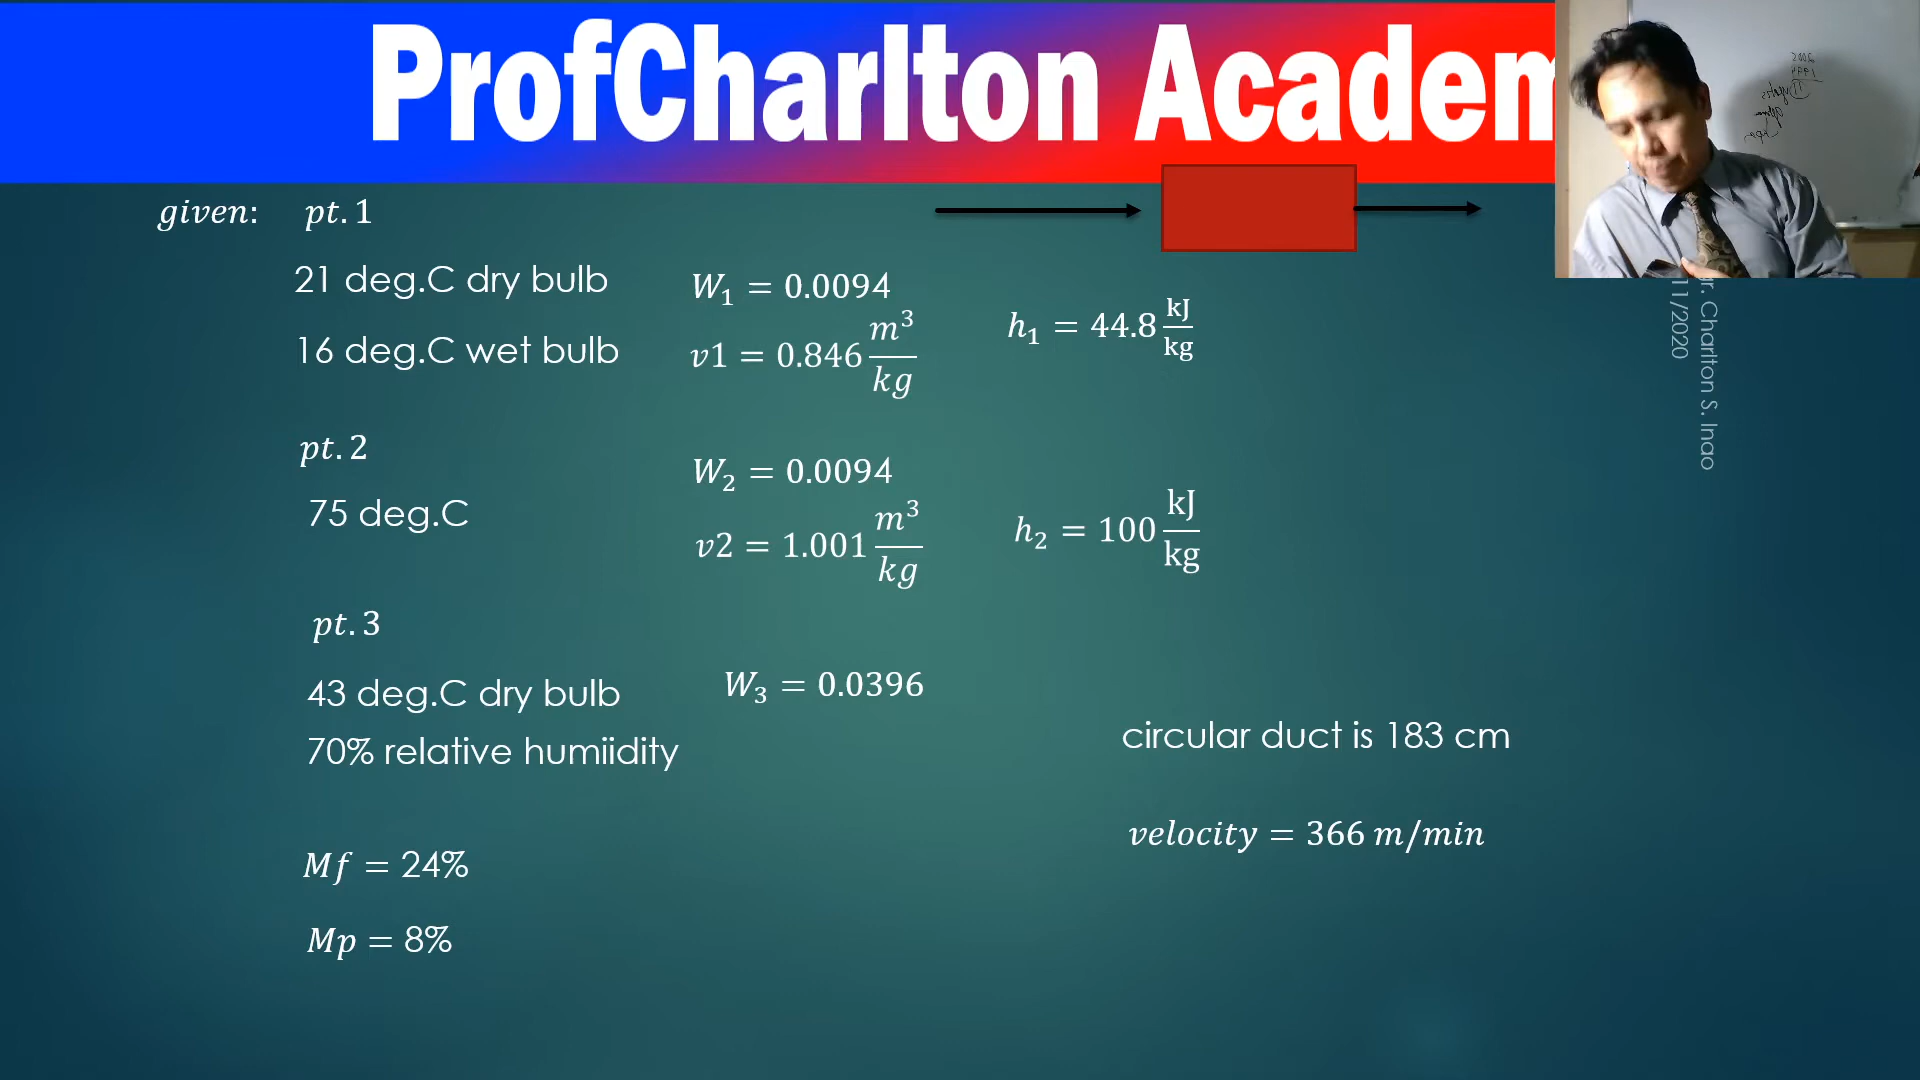 ProfCharlton Academ
given: pt. 1
21 deg.C dry bulb
16 deg.C wet bulb
W₁ = 0.0094
v1 = 0.846 m³/kg
h₁ = 44.8 kJ/kg
pt. 2
75 deg.C
W₂ = 0.0094
v2 = 1.001 m³/kg
h₂ = 100 kJ/kg
pt. 3
43 deg.C dry bulb
70% relative humiidity
W₃ = 0.0396
circular duct is 183 cm
velocity = 366 m/min
Mf = 24%
Mp = 8%
r. Charlton S. Inao
11/2020